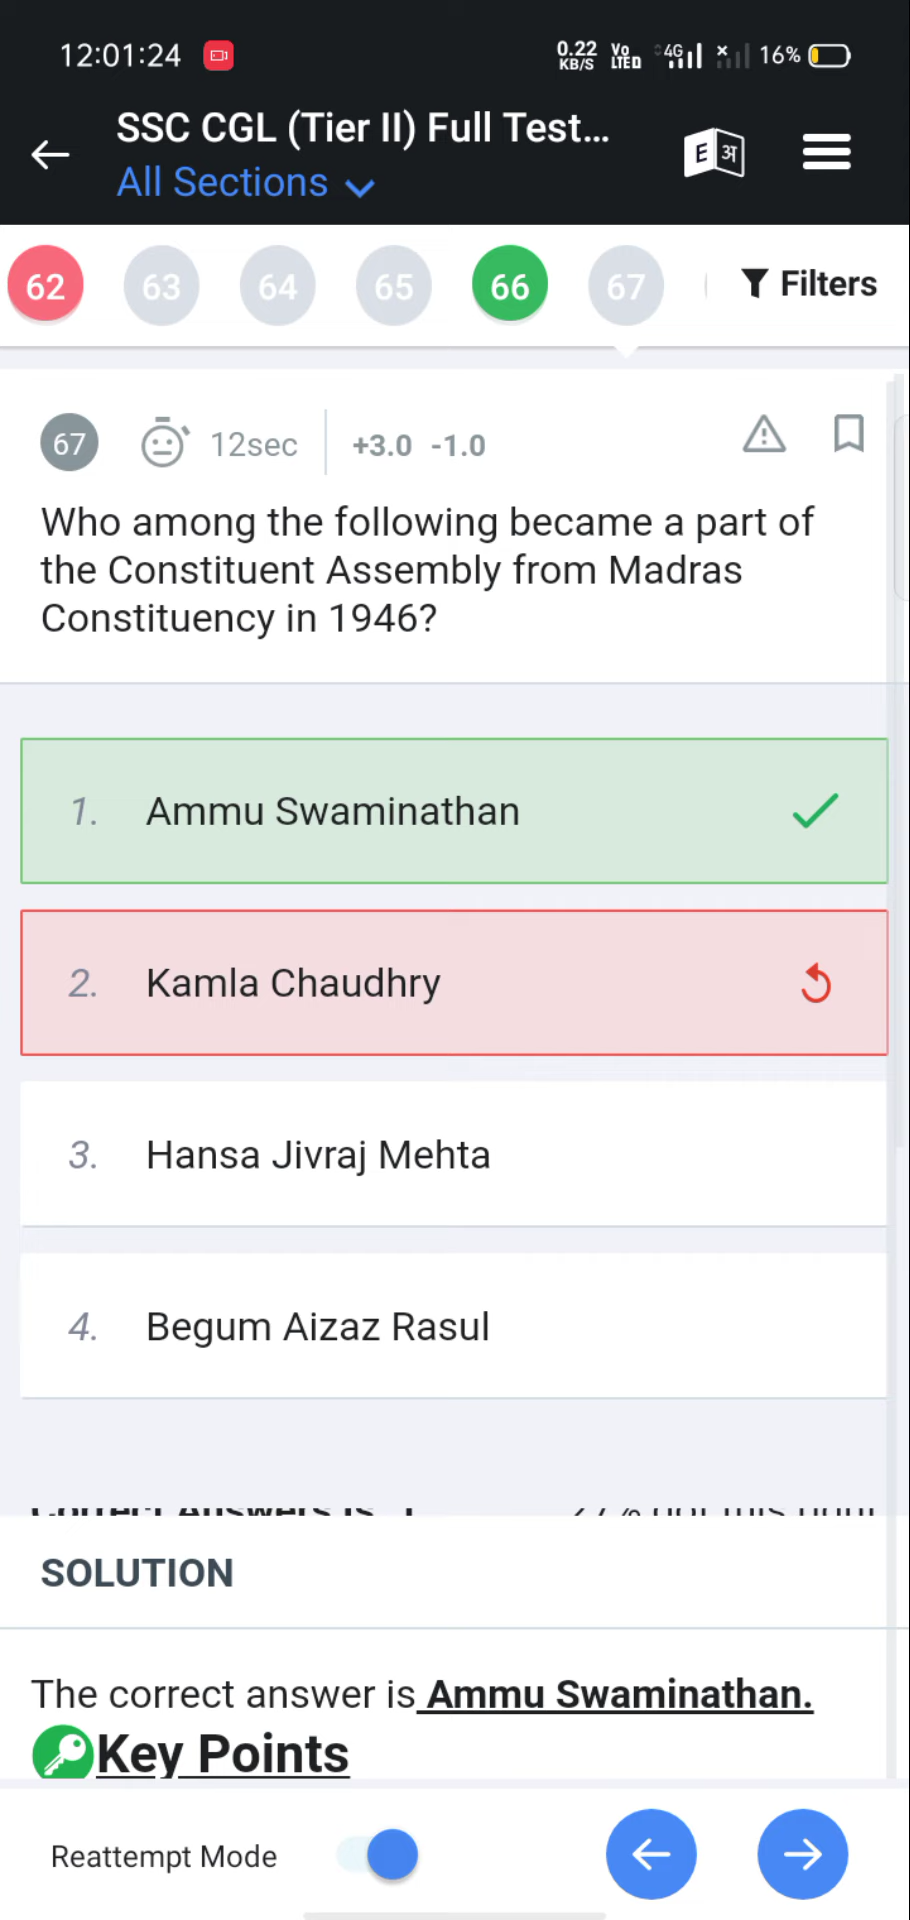 12:01:24 0.22 KB/S Vo LTE 4G 16%
SSC CGL (Tier II) Full Test...
All Sections
E अ
62 63 64 65 66 67 Filters
67 12sec +3.0 -1.0
Who among the following became a part of
the Constituent Assembly from Madras
Constituency in 1946?
1. Ammu Swaminathan
2. Kamla Chaudhry
3. Hansa Jivraj Mehta
4. Begum Aizaz Rasul
SOLUTION
The correct answer is Ammu Swaminathan.
Key Points
Reattempt Mode